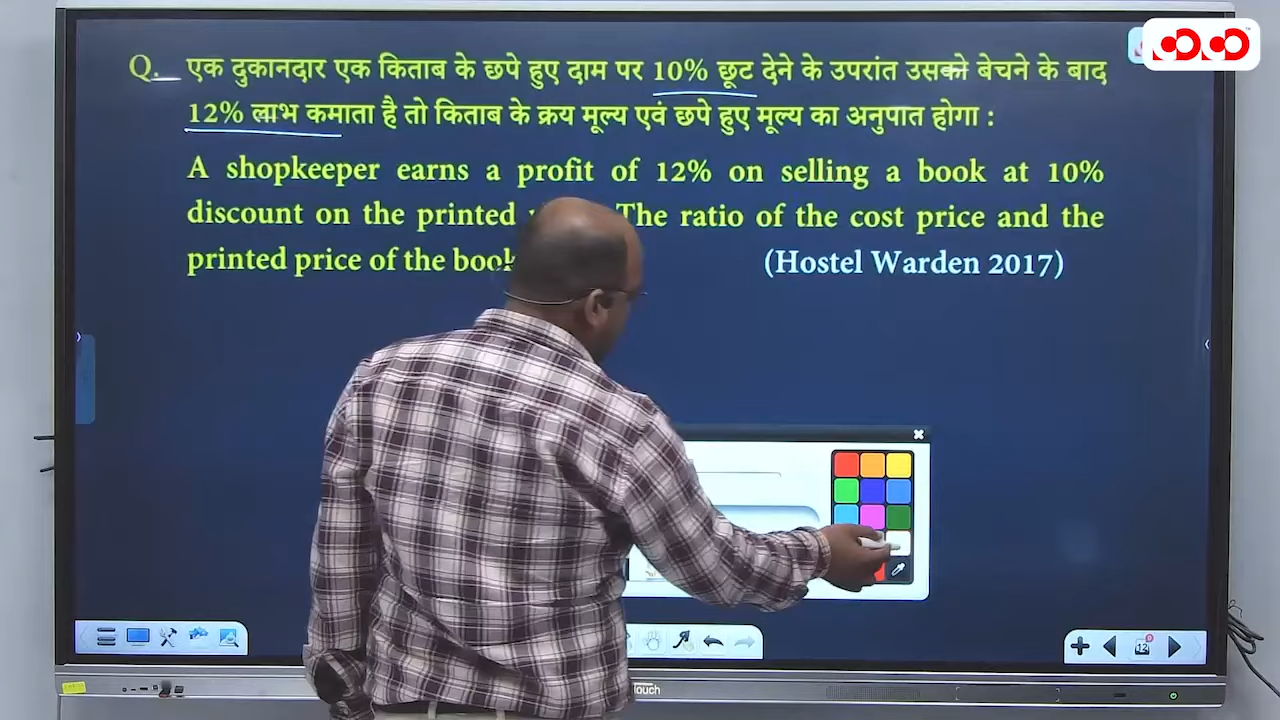 Q. एक दुकानदार एक किताब के छपे हुए दाम पर 10% छूट देने के उपरांत उसको बेचने के बाद
12% लाभ कमाता है तो किताब के क्रय मूल्य एवं छपे हुए मूल्य का अनुपात होगा :
A shopkeeper earns a profit of 12% on selling a book at 10%
discount on the printed The ratio of the cost price and the
printed price of the book (Hostel Warden 2017)
12